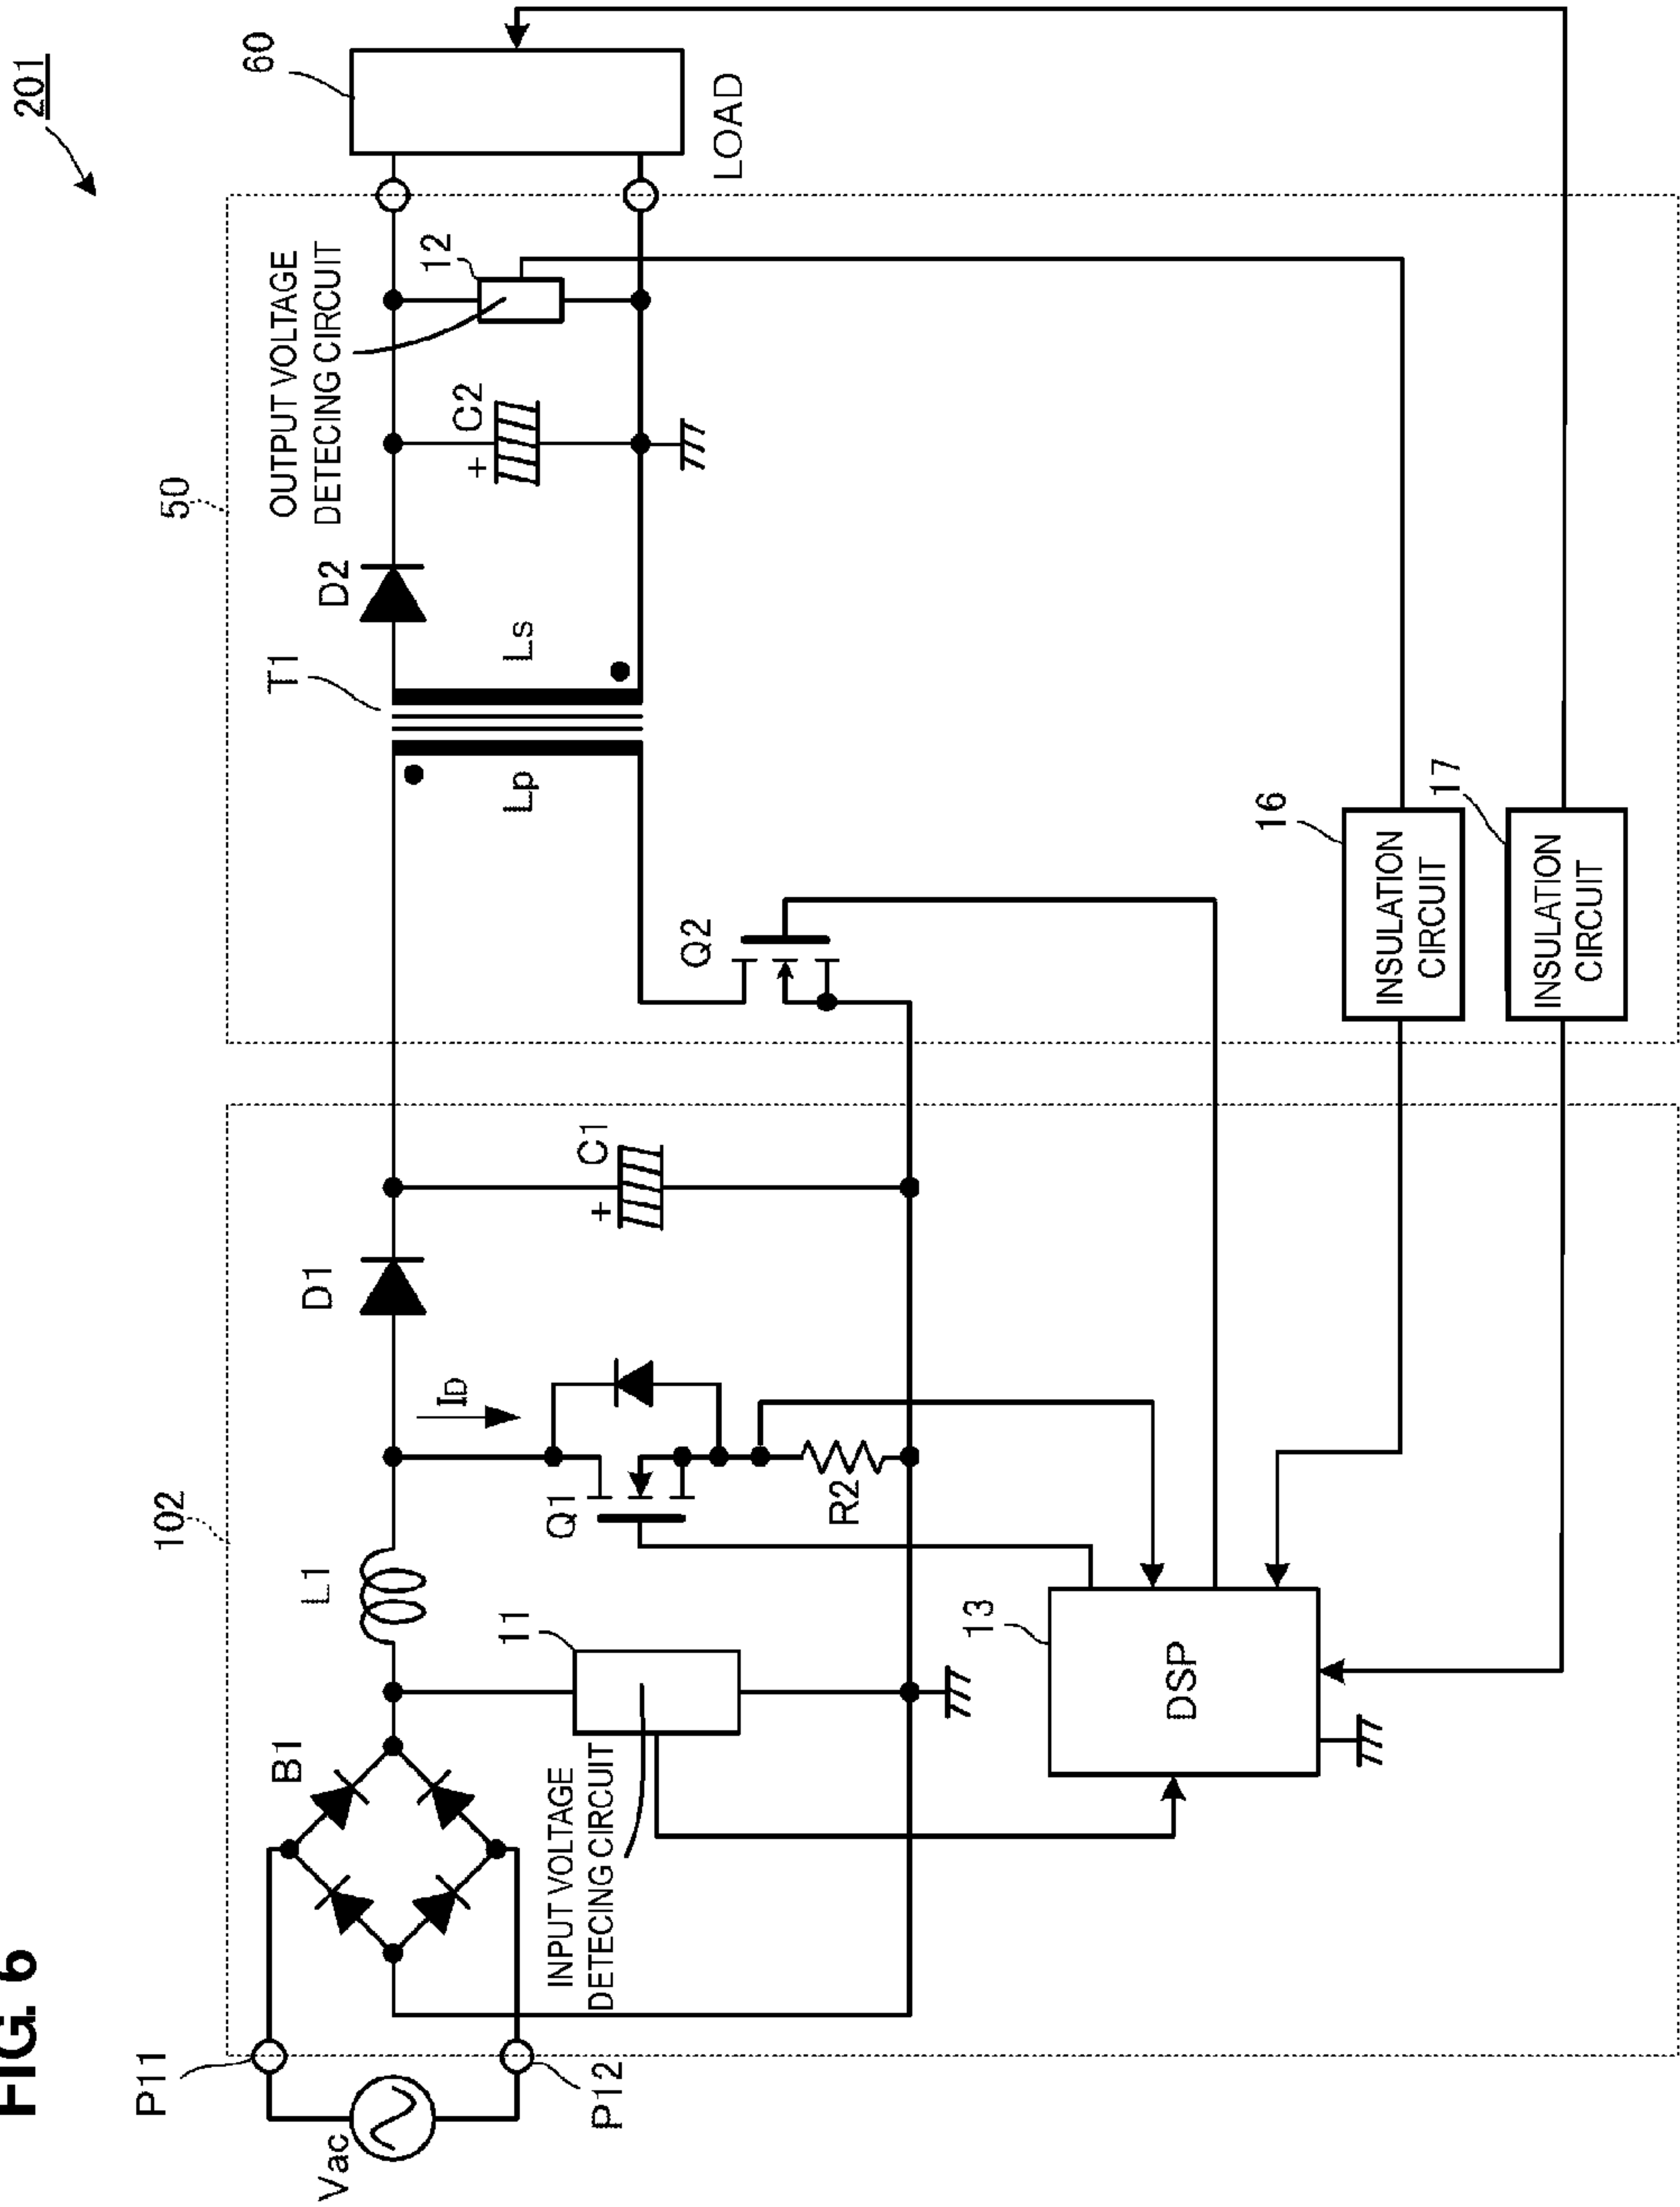 FIG. 6
201
102
50
60
P11
Vac
P12
B1
L1
D1
T1
D2
OUTPUT VOLTAGE
DETECING CIRCUIT
12
LOAD
ID
Q1
C1
+
Lp
Ls
C2
+
11
INPUT VOLTAGE
DETECING CIRCUIT
R2
Q2
13
DSP
16
INSULATION
CIRCUIT
17
INSULATION
CIRCUIT